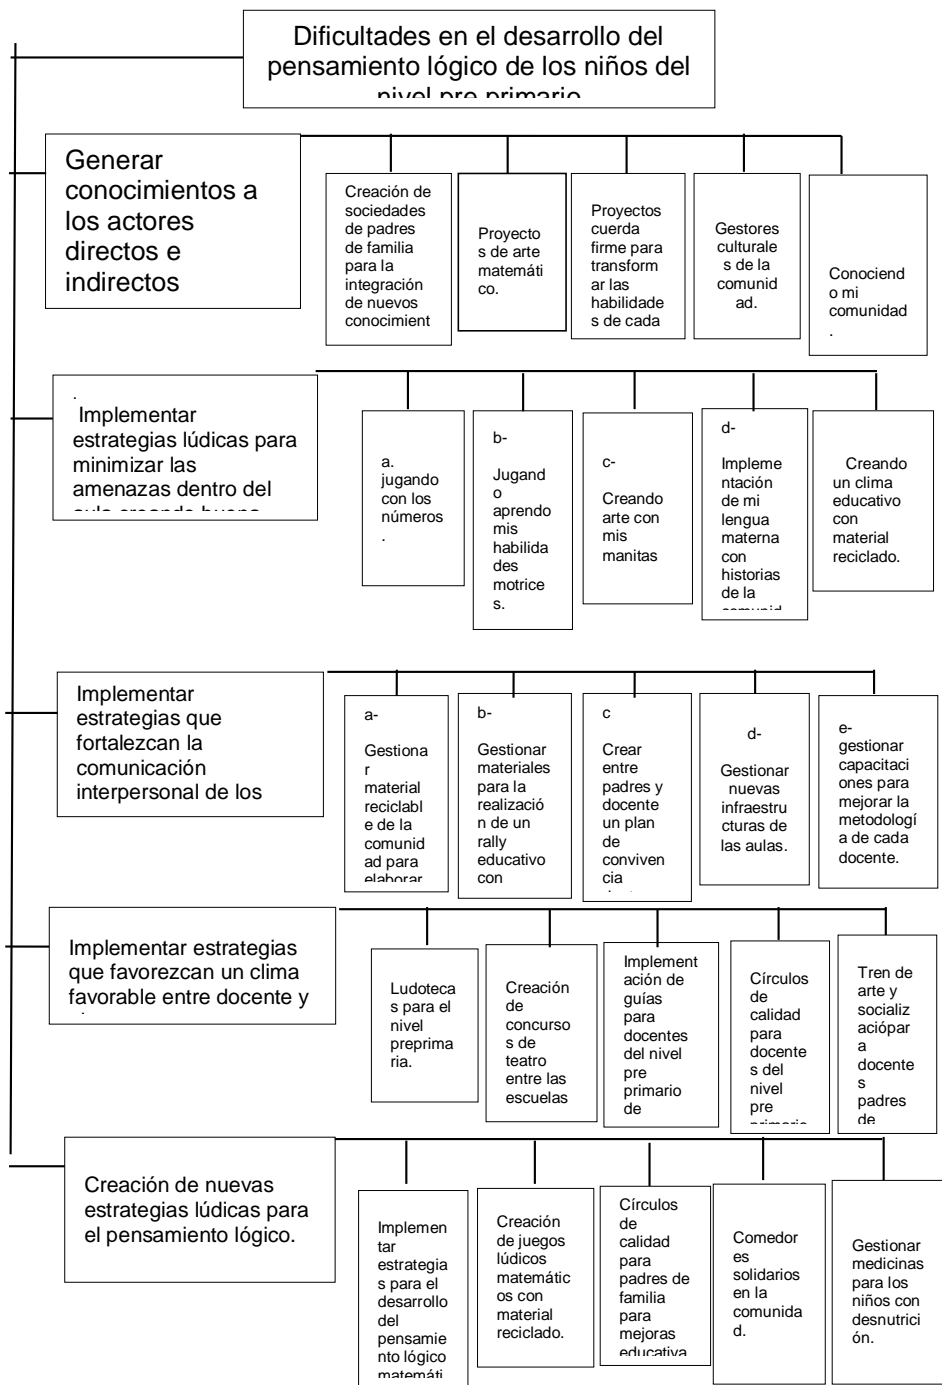 Dificultades en el desarrollo del
pensamiento lógico de los niños del
nivel pre primario
Generar
conocimientos a
los actores
directos e
indirectos
Creación de
sociedades
de padres
de familia
para la
integración
de nuevos
conocimient
Proyecto
s de arte
matemáti
co.
Proyectos
cuerda
firme para
transform
ar las
habilidade
s de cada
Gestores
culturale
s de la
comunid
ad.
Conociend
o mi
comunidad
.
.
Implementar
estrategias lúdicas para
minimizar las
amenazas dentro del
aula creando buena
a.
jugando
con los
números
.
b-
Jugand
o
aprendo
mis
habilida
des
motrice
s.
c-
Creando
arte con
mis
manitas
d-
Impleme
ntación
de mi
lengua
materna
con
historias
de la
comunid
Creando
un clima
educativo
con
material
reciclado.
Implementar
estrategias que
fortalezcan la
comunicación
interpersonal de los
a-
Gestiona
r
material
reciclabl
e de la
comunid
ad para
elaborar
b-
Gestionar
materiales
para la
realizació
n de un
rally
educativo
con
c
Crear
entre
padres y
docente
un plan
de
conviven
cia
d-
Gestionar
nuevas
infraestru
cturas de
las aulas.
e-
gestionar
capacitaci
ones para
mejorar la
metodologí
a de cada
docente.
Implementar estrategias
que favorezcan un clima
favorable entre docente y
Ludoteca
s para el
nivel
preprima
ria.
Creación
de
concurso
s de
teatro
entre las
escuelas
Implement
ación de
guías
para
docentes
del nivel
pre
primario
de
Círculos
de
calidad
para
docente
s del
nivel
pre
primario
Tren de
arte y
socializ
aciópar
a
docente
s
padres
de
Creación de nuevas
estrategias lúdicas para
el pensamiento lógico.
Implemen
tar
estrategia
s para el
desarrollo
del
pensamie
nto lógico
matemáti
Creación
de juegos
lúdicos
matemátic
os con
material
reciclado.
Círculos
de
calidad
para
padres de
familia
para
mejoras
educativa
Comedor
es
solidarios
en la
comunida
d.
Gestionar
medicinas
para los
niños con
desnutrici
ón.